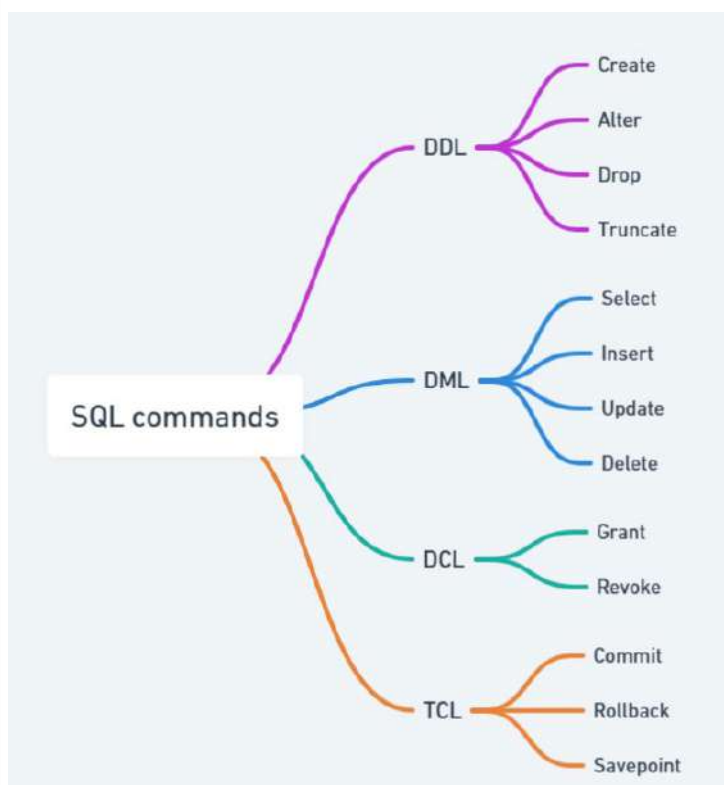 SQL commands
DDL
Create
Alter
Drop
Truncate
DML
Select
Insert
Update
Delete
DCL
Grant
Revoke
TCL
Commit
Rollback
Savepoint